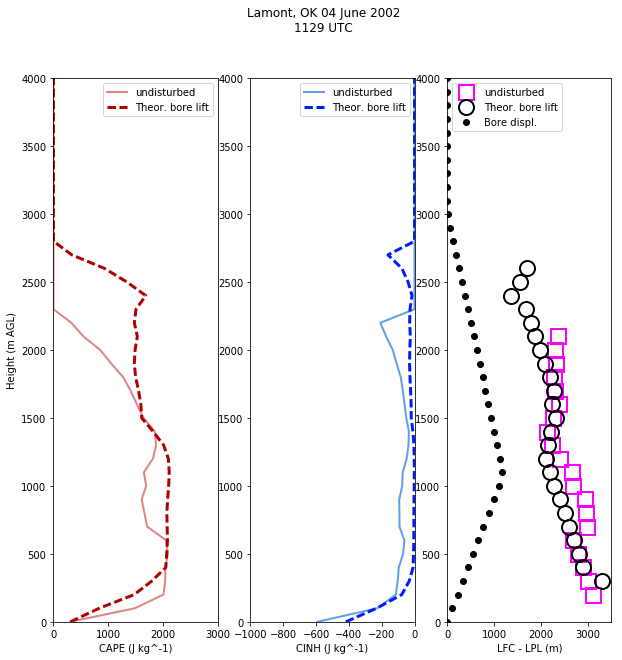 Lamont, OK 04 June 2002
1129 UTC
undisturbed
Theor. bore lift
undisturbed
Theor. bore lift
undisturbed
Theor. bore lift
Bore displ.
Height (m AGL)
4000
3500
3000
2500
2000
1500
1000
500
0
0 1000 2000 3000
CAPE (J kg^-1)
4000
3500
3000
2500
2000
1500
1000
500
0
−1000 −800 −600 −400 −200 0
CINH (J kg^-1)
4000
3500
3000
2500
2000
1500
1000
500
0
0 1000 2000 3000
LFC - LPL (m)